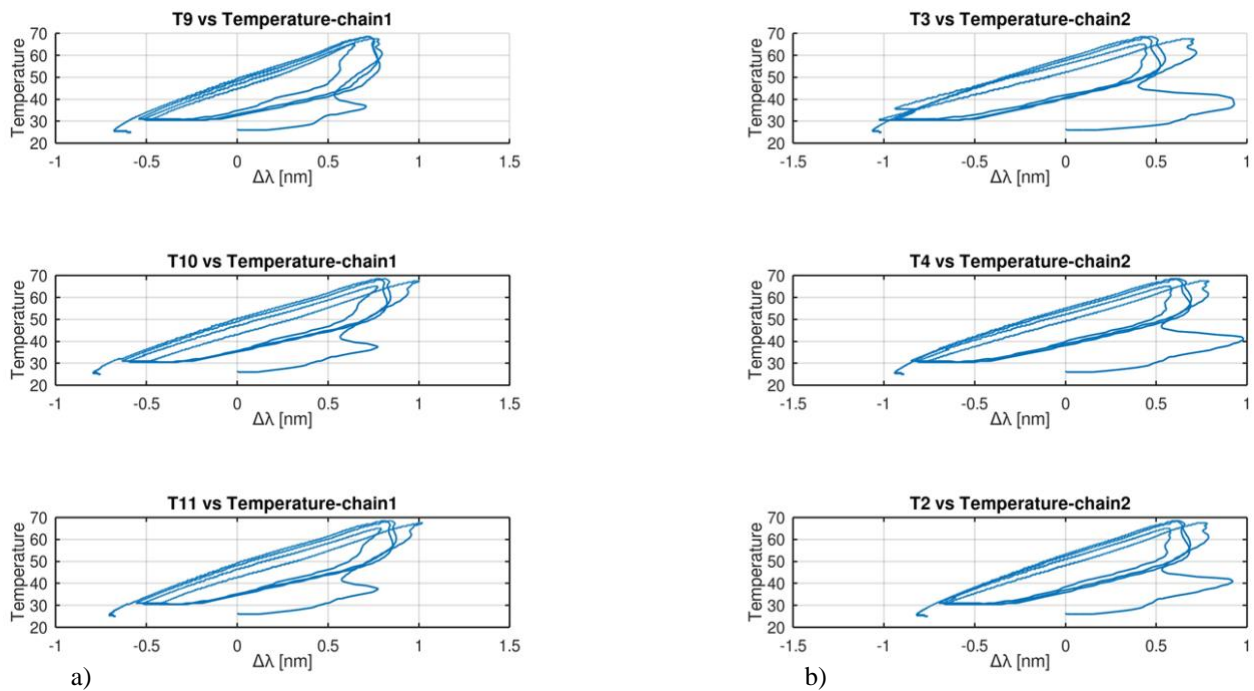 T9 vs Temperature-chain1
70
60
50
40
30
20
Temperature
-1 -0.5 0 0.5 1 1.5
Δλ [nm]
T10 vs Temperature-chain1
70
60
50
40
30
20
Temperature
-1 -0.5 0 0.5 1 1.5
Δλ [nm]
T11 vs Temperature-chain1
70
60
50
40
30
20
Temperature
-1 -0.5 0 0.5 1 1.5
Δλ [nm]
a)
T3 vs Temperature-chain2
70
60
50
40
30
20
Temperature
-1.5 -1 -0.5 0 0.5 1
Δλ [nm]
T4 vs Temperature-chain2
70
60
50
40
30
20
Temperature
-1.5 -1 -0.5 0 0.5 1
Δλ [nm]
T2 vs Temperature-chain2
70
60
50
40
30
20
Temperature
-1.5 -1 -0.5 0 0.5 1
Δλ [nm]
b)